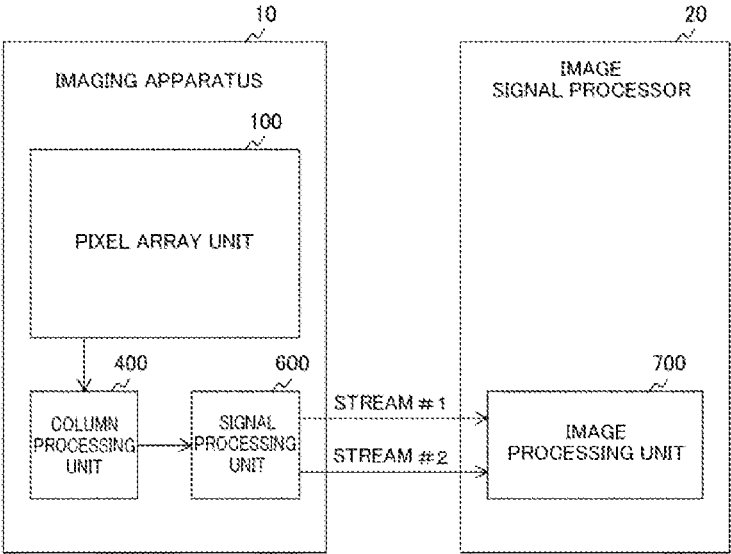 10
20
IMAGING APPARATUS
IMAGE
SIGNAL PROCESSOR
100
PIXEL ARRAY UNIT
400
600
700
COLUMN
PROCESSING
UNIT
SIGNAL
PROCESSING
UNIT
STREAM #1
STREAM #2
IMAGE
PROCESSING UNIT